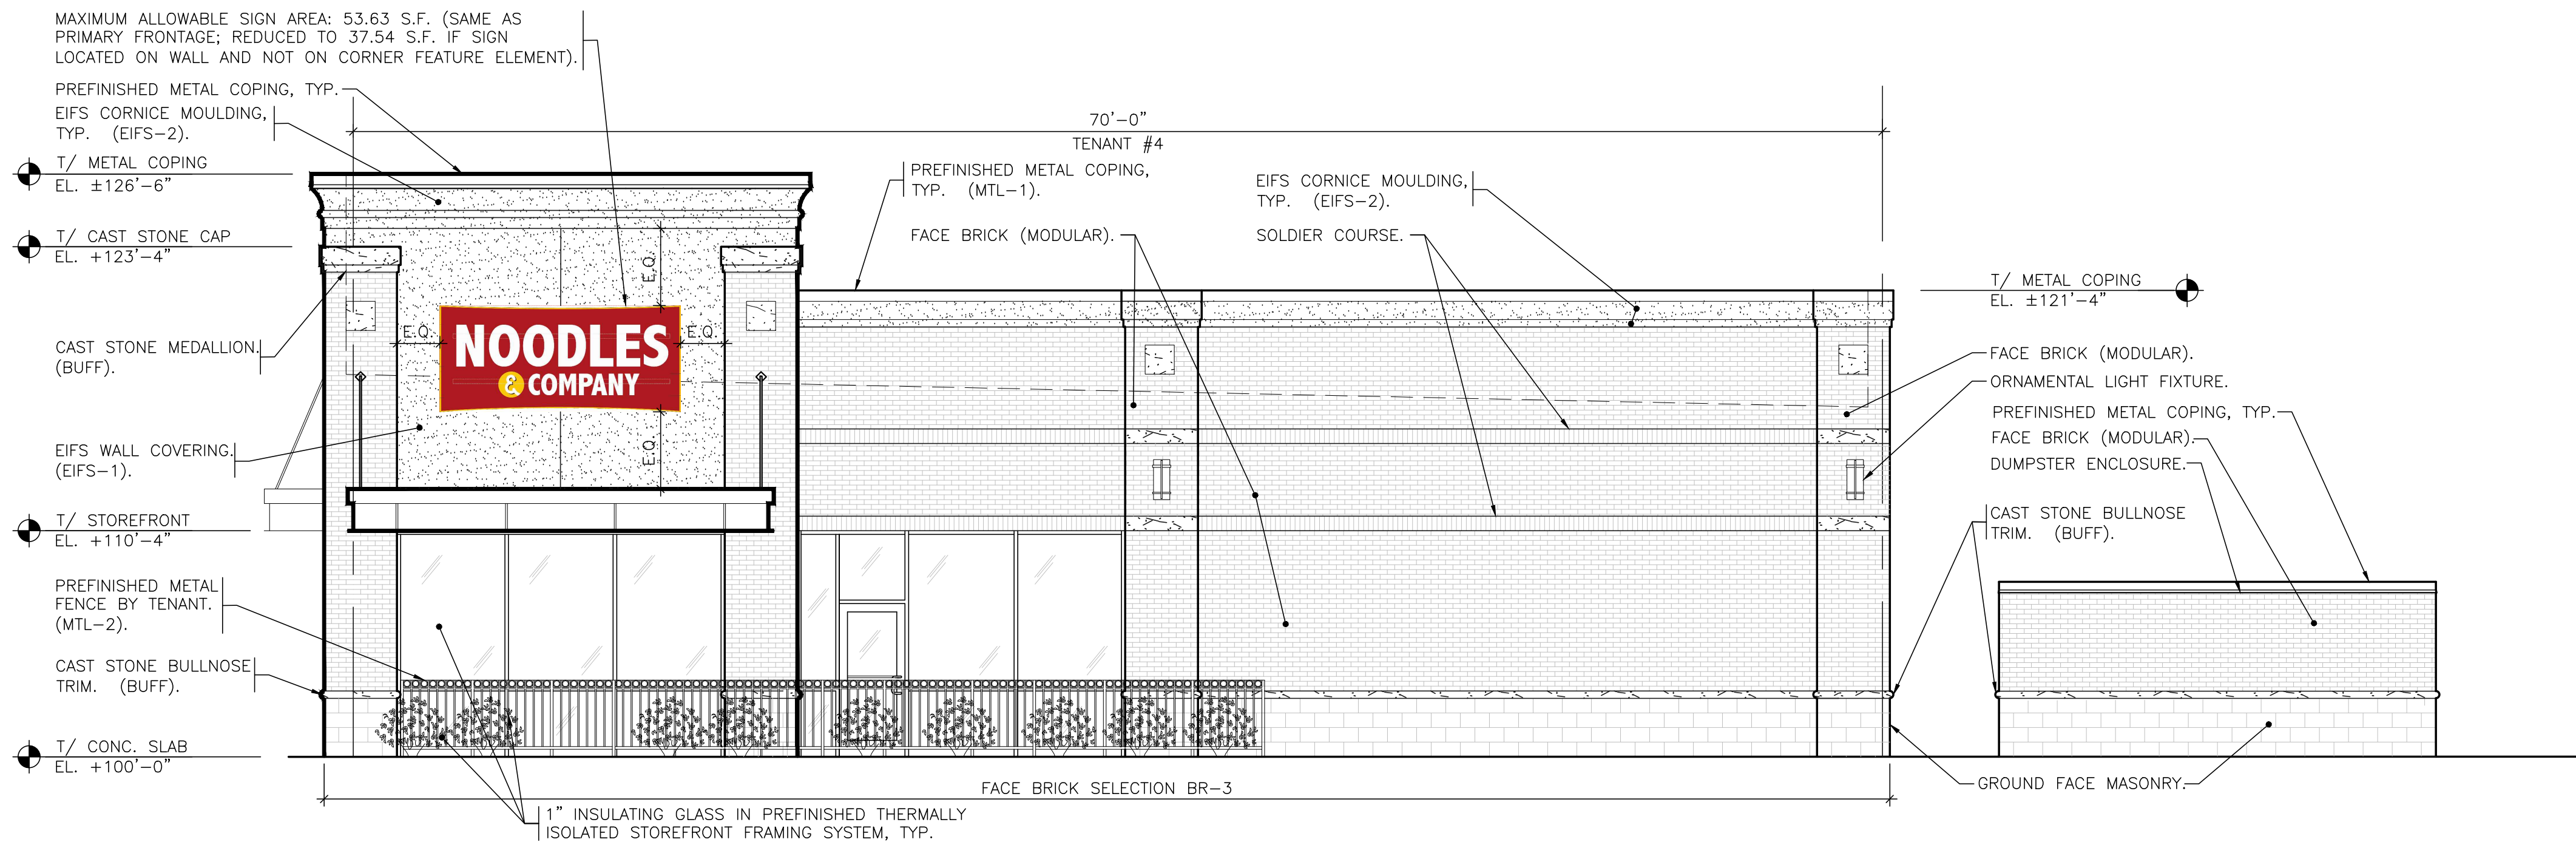 MAXIMUM ALLOWABLE SIGN AREA: 53.63 S.F. (SAME AS
PRIMARY FRONTAGE; REDUCED TO 37.54 S.F. IF SIGN
LOCATED ON WALL AND NOT ON CORNER FEATURE ELEMENT).
PREFINISHED METAL COPING, TYP.
EIFS CORNICE MOULDING,
TYP. (EIFS-2).
T/ METAL COPING
EL. ±126'-6"
T/ CAST STONE CAP
EL. +123'-4"
CAST STONE MEDALLION.
(BUFF).
EIFS WALL COVERING.
(EIFS-1).
T/ STOREFRONT
EL. +110'-4"
PREFINISHED METAL
FENCE BY TENANT.
(MTL-2).
CAST STONE BULLNOSE
TRIM. (BUFF).
T/ CONC. SLAB
EL. +100'-0"
70'-0"
TENANT #4
PREFINISHED METAL COPING,
TYP. (MTL-1).
FACE BRICK (MODULAR).
EIFS CORNICE MOULDING,
TYP. (EIFS-2).
SOLDIER COURSE.
E.Q.
E.Q.
E.Q.
E.Q.
NOODLES
& COMPANY
T/ METAL COPING
EL. ±121'-4"
FACE BRICK (MODULAR).
ORNAMENTAL LIGHT FIXTURE.
PREFINISHED METAL COPING, TYP.
FACE BRICK (MODULAR).
DUMPSTER ENCLOSURE.
CAST STONE BULLNOSE
TRIM. (BUFF).
GROUND FACE MASONRY.
FACE BRICK SELECTION BR-3
1" INSULATING GLASS IN PREFINISHED THERMALLY
ISOLATED STOREFRONT FRAMING SYSTEM, TYP.